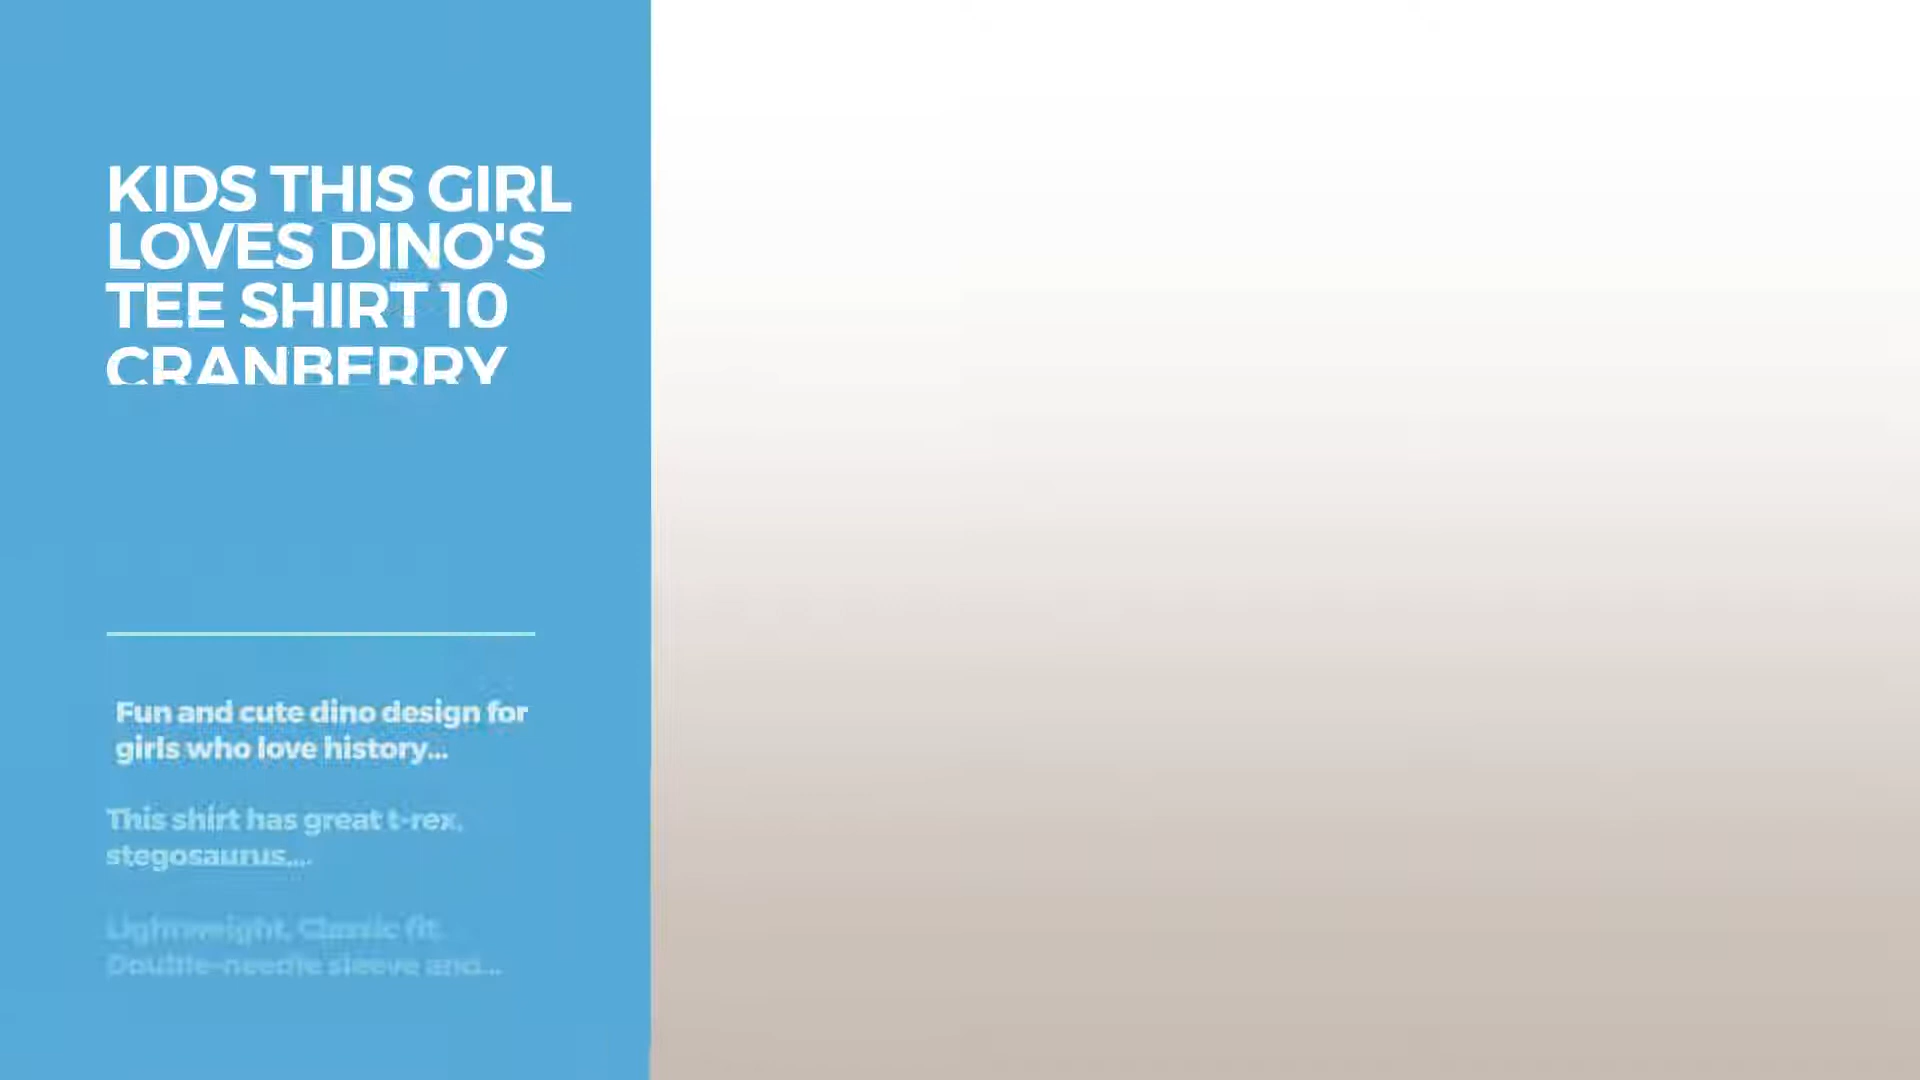 KIDS THIS GIRL
LOVES DINO'S
TEE SHIRT 10
CRANBERRY
Fun and cute dino design for
girls who love history...
This shirt has great t-rex,
stegosaurus,...
Lightweight, Classic fit,
Double-needle sleeve and...